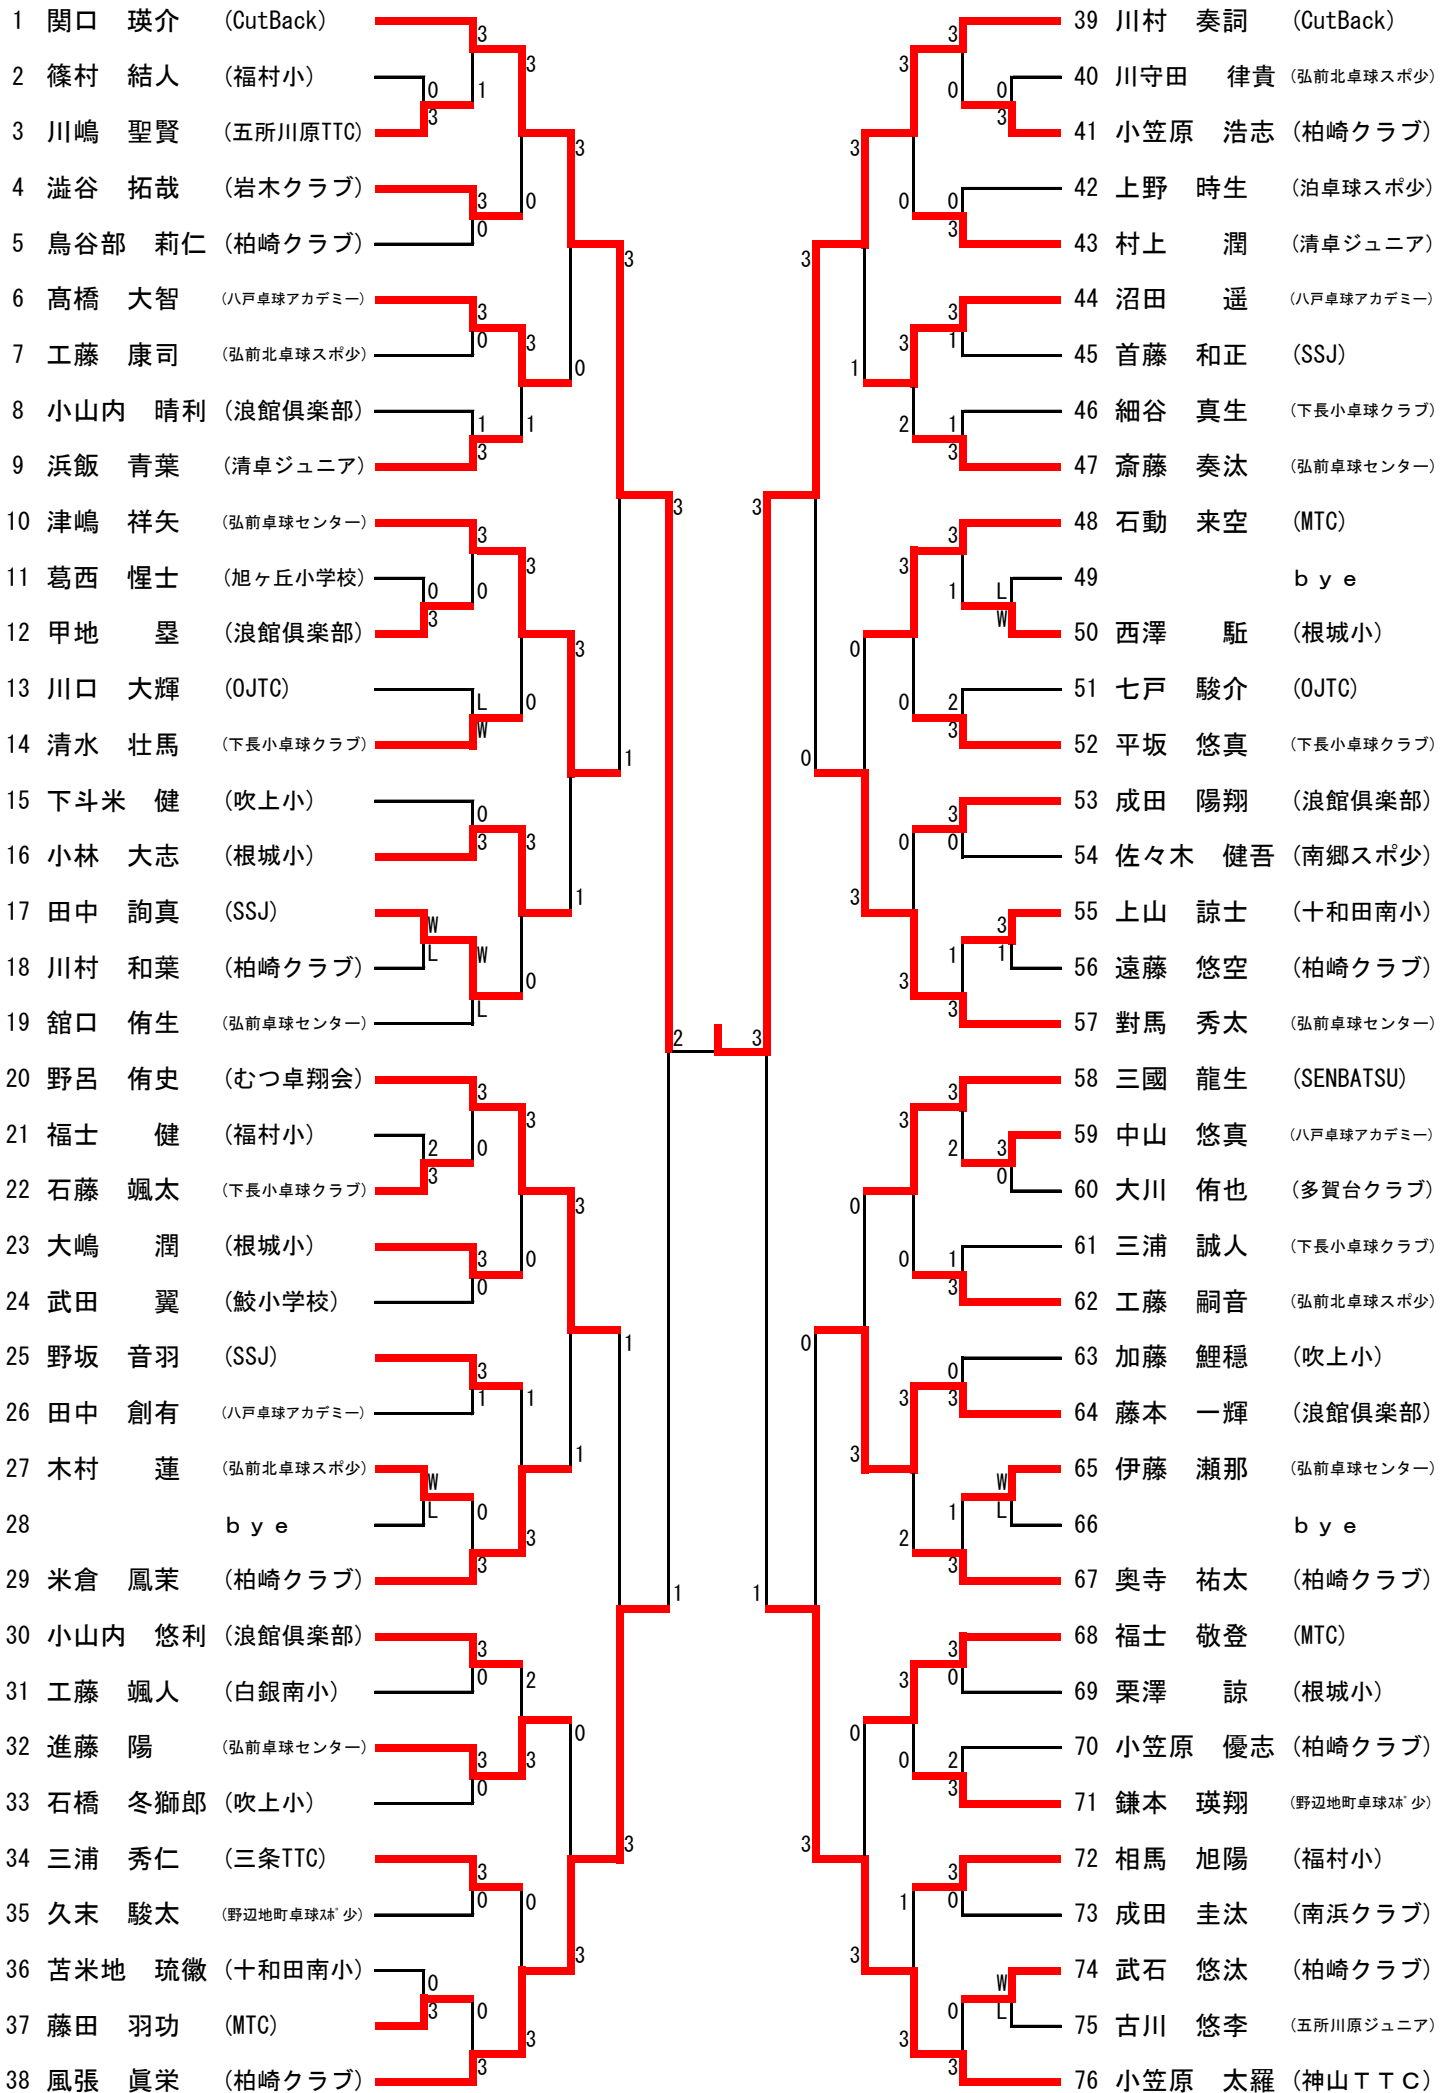 1 関口　瑛介 (CutBack)
2 篠村　結人 (福村小)
3 川嶋　聖賢 (五所川原TTC)
4 澁谷　拓哉 (岩木クラブ)
5 鳥谷部　莉仁 (柏崎クラブ)
6 髙橋　大智 (八戸卓球アカデミー)
7 工藤　康司 (弘前北卓球スポ少)
8 小山内　晴利 (浪館倶楽部)
9 浜飯　青葉 (清卓ジュニア)
10 津嶋　祥矢 (弘前卓球センター)
11 葛西　惺士 (旭ヶ丘小学校)
12 甲地　塁 (浪館倶楽部)
13 川口　大輝 (OJTC)
14 清水　壮馬 (下長小卓球クラブ)
15 下斗米　健 (吹上小)
16 小林　大志 (根城小)
17 田中　詢真 (SSJ)
18 川村　和葉 (柏崎クラブ)
19 舘口　侑生 (弘前卓球センター)
20 野呂　侑史 (むつ卓翔会)
21 福士　健 (福村小)
22 石藤　颯太 (下長小卓球クラブ)
23 大嶋　潤 (根城小)
24 武田　翼 (鮫小学校)
25 野坂　音羽 (SSJ)
26 田中　創有 (八戸卓球アカデミー)
27 木村　蓮 (弘前北卓球スポ少)
28 ｂｙｅ
29 米倉　鳳茉 (柏崎クラブ)
30 小山内　悠利 (浪館倶楽部)
31 工藤　颯人 (白銀南小)
32 進藤　陽 (弘前卓球センター)
33 石橋　冬獅郎 (吹上小)
34 三浦　秀仁 (三条TTC)
35 久末　駿太 (野辺地町卓球ｽﾎﾟ少)
36 苫米地　琉徽 (十和田南小)
37 藤田　羽功 (MTC)
38 風張　眞栄 (柏崎クラブ)
39 川村　奏詞 (CutBack)
40 川守田　律貴 (弘前北卓球スポ少)
41 小笠原　浩志 (柏崎クラブ)
42 上野　時生 (泊卓球スポ少)
43 村上　潤 (清卓ジュニア)
44 沼田　遥 (八戸卓球アカデミー)
45 首藤　和正 (SSJ)
46 細谷　真生 (下長小卓球クラブ)
47 斎藤　奏汰 (弘前卓球センター)
48 石動　来空 (MTC)
49 ｂｙｅ
50 西澤　駈 (根城小)
51 七戸　駿介 (OJTC)
52 平坂　悠真 (下長小卓球クラブ)
53 成田　陽翔 (浪館倶楽部)
54 佐々木　健吾 (南郷スポ少)
55 上山　諒士 (十和田南小)
56 遠藤　悠空 (柏崎クラブ)
57 對馬　秀太 (弘前卓球センター)
58 三國　龍生 (SENBATSU)
59 中山　悠真 (八戸卓球アカデミー)
60 大川　侑也 (多賀台クラブ)
61 三浦　誠人 (下長小卓球クラブ)
62 工藤　嗣音 (弘前北卓球スポ少)
63 加藤　鯉穏 (吹上小)
64 藤本　一輝 (浪館倶楽部)
65 伊藤　瀬那 (弘前卓球センター)
66 ｂｙｅ
67 奥寺　祐太 (柏崎クラブ)
68 福士　敬登 (MTC)
69 栗澤　諒 (根城小)
70 小笠原　優志 (柏崎クラブ)
71 鎌本　瑛翔 (野辺地町卓球ｽﾎﾟ少)
72 相馬　旭陽 (福村小)
73 成田　圭汰 (南浜クラブ)
74 武石　悠汰 (柏崎クラブ)
75 古川　悠李 (五所川原ジュニア)
76 小笠原　太羅 (神山ＴＴＣ)